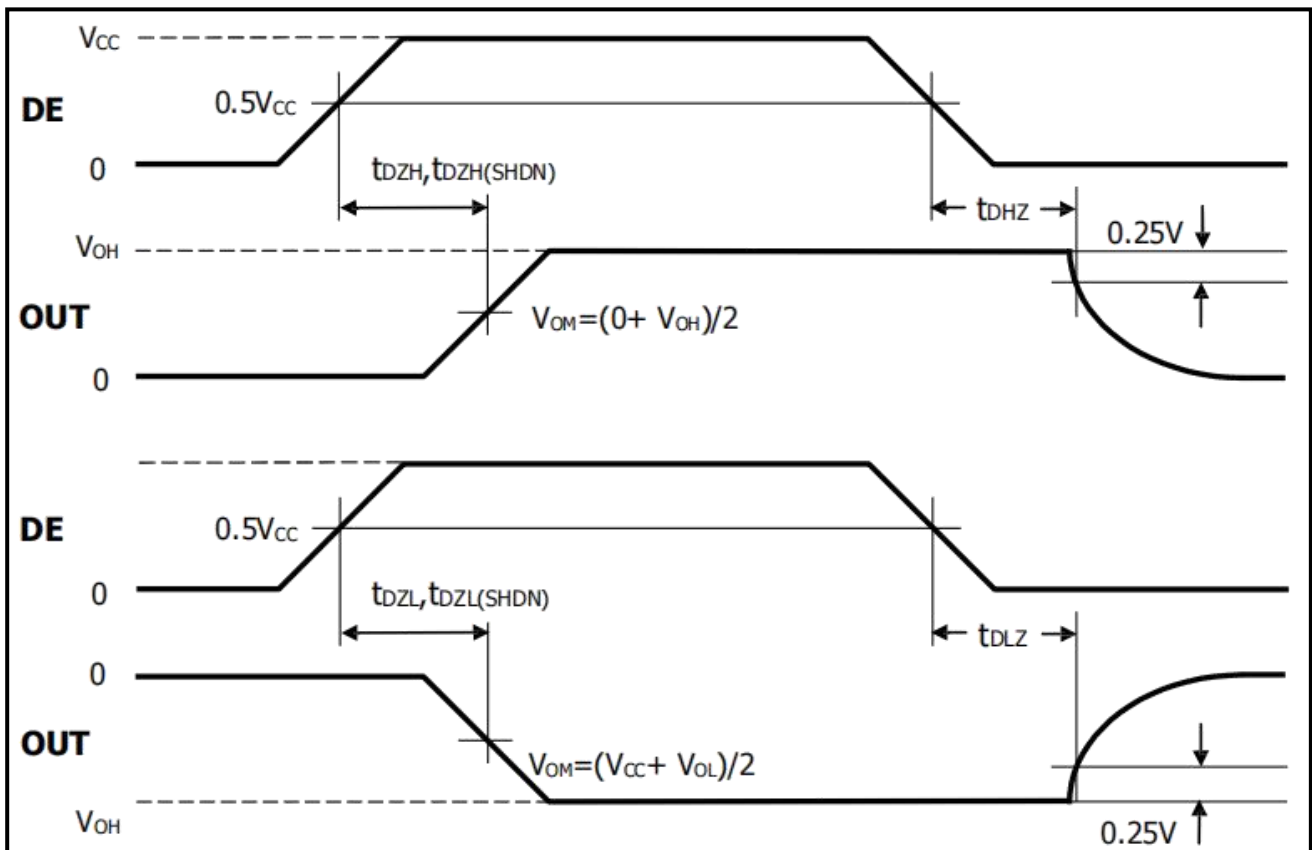 VCC
DE
0.5VCC
0
tDZH,tDZH(SHDN)
tDHZ
0.25V
VOH
OUT
VOM=(0+ VOH)/2
0
DE
0.5VCC
0
tDZL,tDZL(SHDN)
tDLZ
0
OUT
VOM=(VCC+ VOL)/2
VOH
0.25V